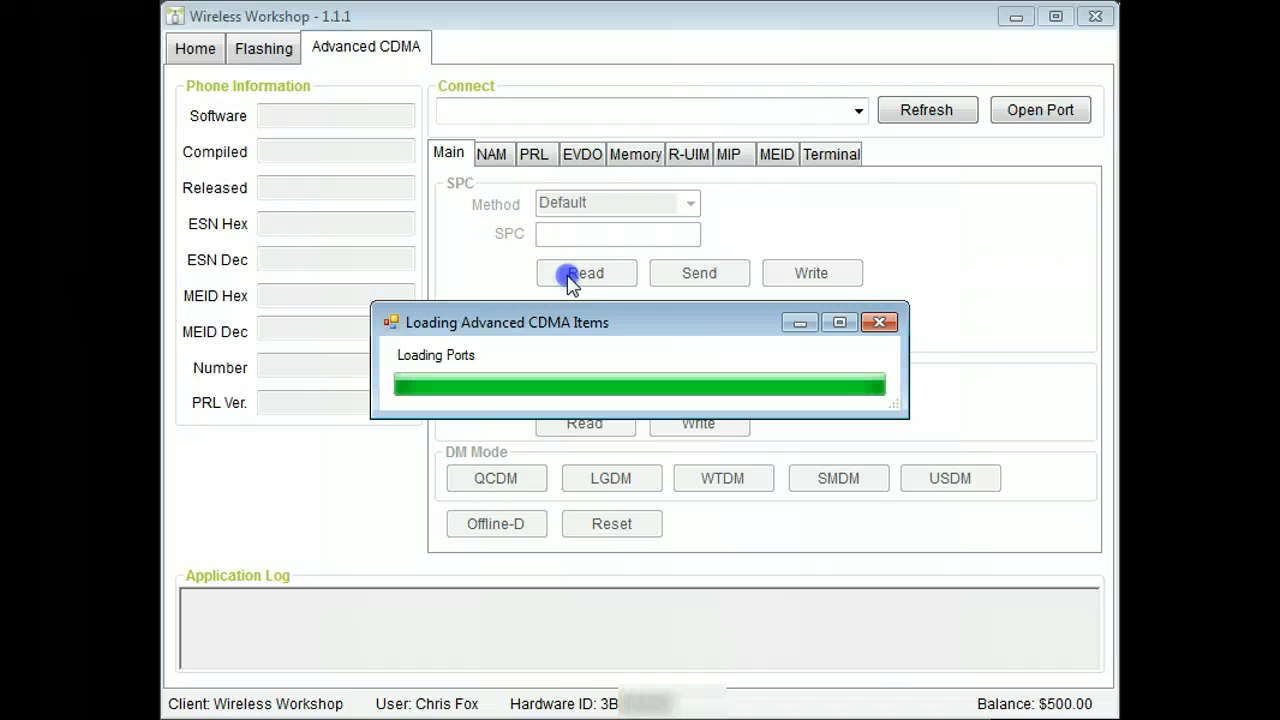 Wireless Workshop - 1.1.1
Home Flashing Advanced CDMA
Phone Information
Software
Compiled
Released
ESN Hex
ESN Dec
MEID Hex
MEID Dec
Number
PRL Ver.
Connect
Refresh Open Port
Main NAM PRL EVDO Memory R-UIM MIP MEID Terminal
SPC
Method Default
SPC
Read Send Write
Loading Advanced CDMA Items
Loading Ports
Read Write
DM Mode
QCDM LGDM WTDM SMDM USDM
Offline-D Reset
Application Log
Client: Wireless Workshop User: Chris Fox Hardware ID: 3B Balance: $500.00